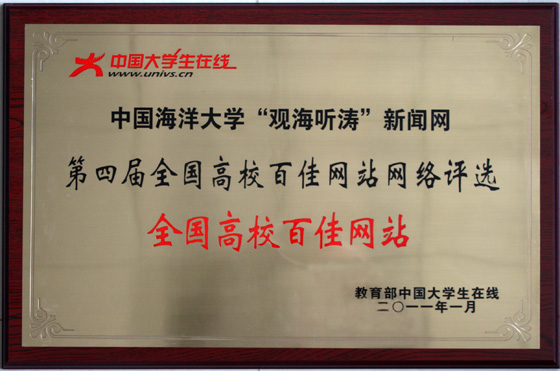 中国大学生在线
www.univs.cn
中国海洋大学“观海听涛”新闻网
第四届全国高校百佳网站网络评选
全国高校百佳网站
教育部中国大学生在线
二〇一一年一月